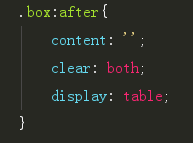 .box:after{
content: '';
clear: both;
display: table;
}